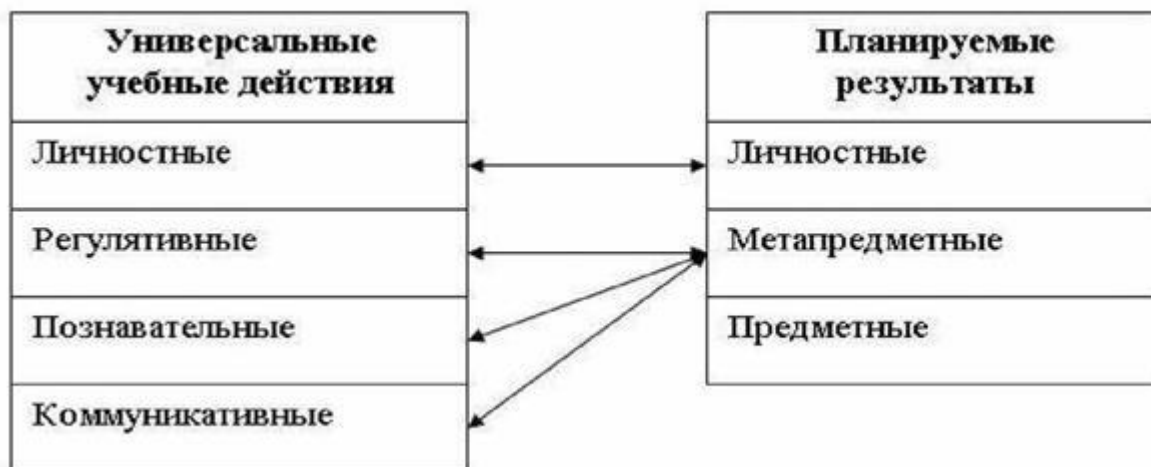 Универсальные
учебные действия
Личностные
Регулятивные
Познавательные
Коммуникативные
Планируемые
результаты
Личностные
Метапредметные
Предметные